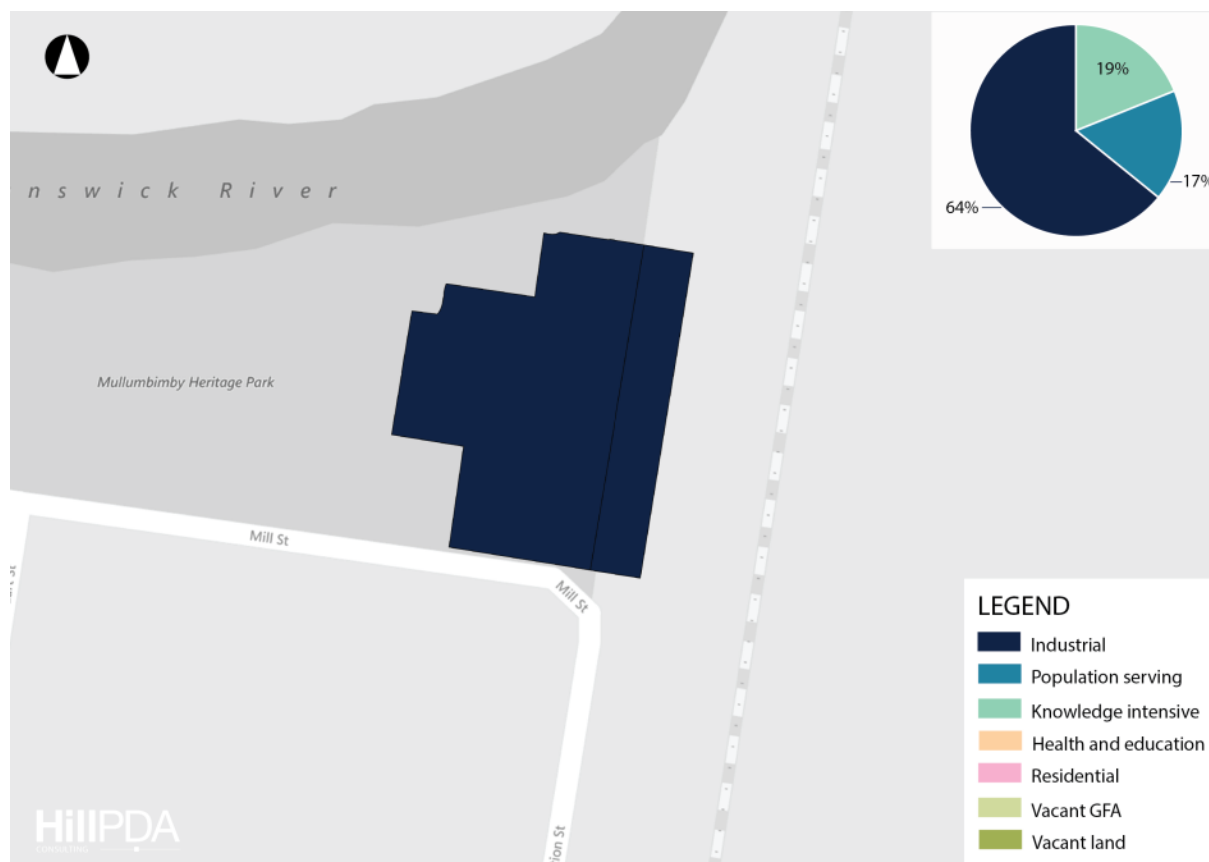 19%
17%
64%
nswick River
Mullumbimby Heritage Park
Mill St
Mill St
LEGEND
Industrial
Population serving
Knowledge intensive
Health and education
Residential
Vacant GFA
Vacant land
HillPDA
CONSULTING